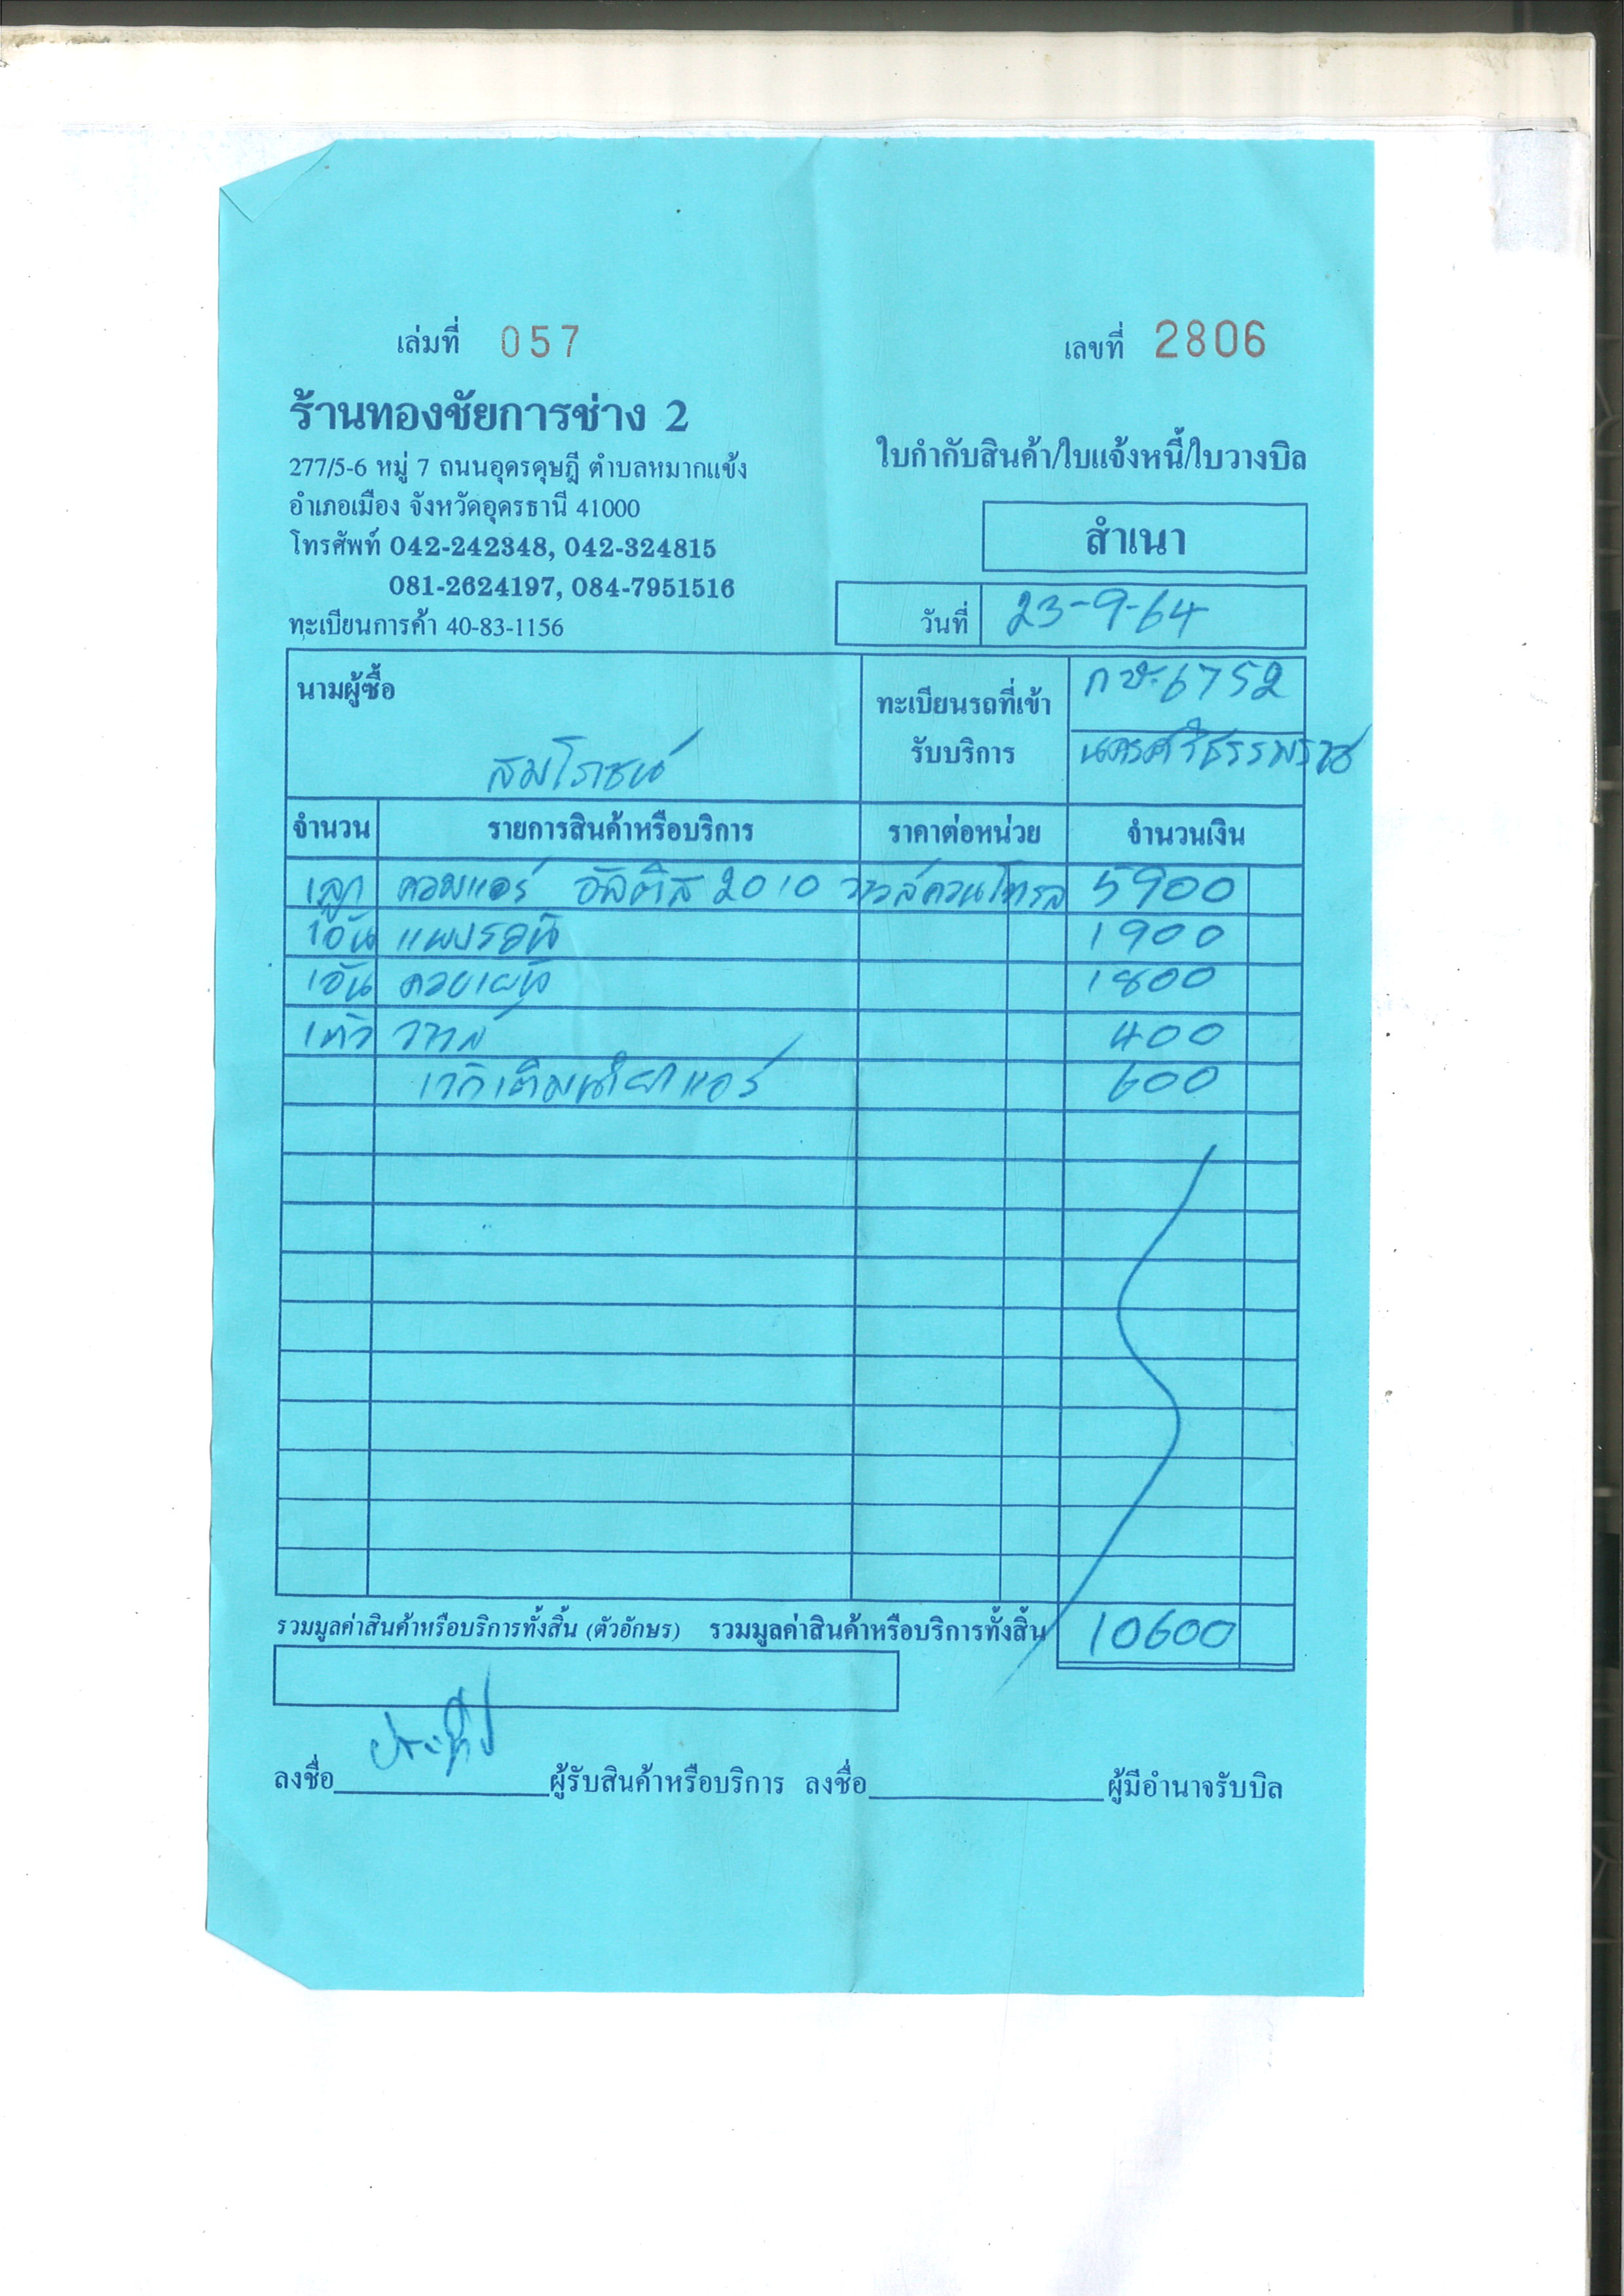 เล่มที่ 057
เลขที่ 2806
ร้านทองชัยการช่าง 2
277/5-6 หมู่ 7 ถนนอุดรดุษฎี ตำบลหมากแข้ง
อำเภอเมือง จังหวัดอุดรธานี 41000
โทรศัพท์ 042-242348, 042-324815
081-2624197, 084-7951516
ทะเบียนการค้า 40-83-1156
ใบกำกับสินค้า/ใบแจ้งหนี้/ใบวางบิล
สำเนา
วันที่ 23-9-64
นามผู้ซื้อ
สมโภชน์
ทะเบียนรถที่เข้า
รับบริการ
6752
นครศรีธรรมราช
จำนวน รายการสินค้าหรือบริการ ราคาต่อหน่วย จำนวนเงิน
1ลูก คอมแอร์ อัลติส 2010 วาล์วคอนโทรล 5900
1อัน แผงร้อน 1900
1อัน คอยเย็น 1800
1ตัว วาล์ว 400
เวคเติมน้ำยาแอร์ 600
รวมมูลค่าสินค้าหรือบริการทั้งสิ้น (ตัวอักษร) รวมมูลค่าสินค้าหรือบริการทั้งสิ้น 10600
ประทีป
ลงชื่อ ผู้รับสินค้าหรือบริการ ลงชื่อ ผู้มีอำนาจรับบิล